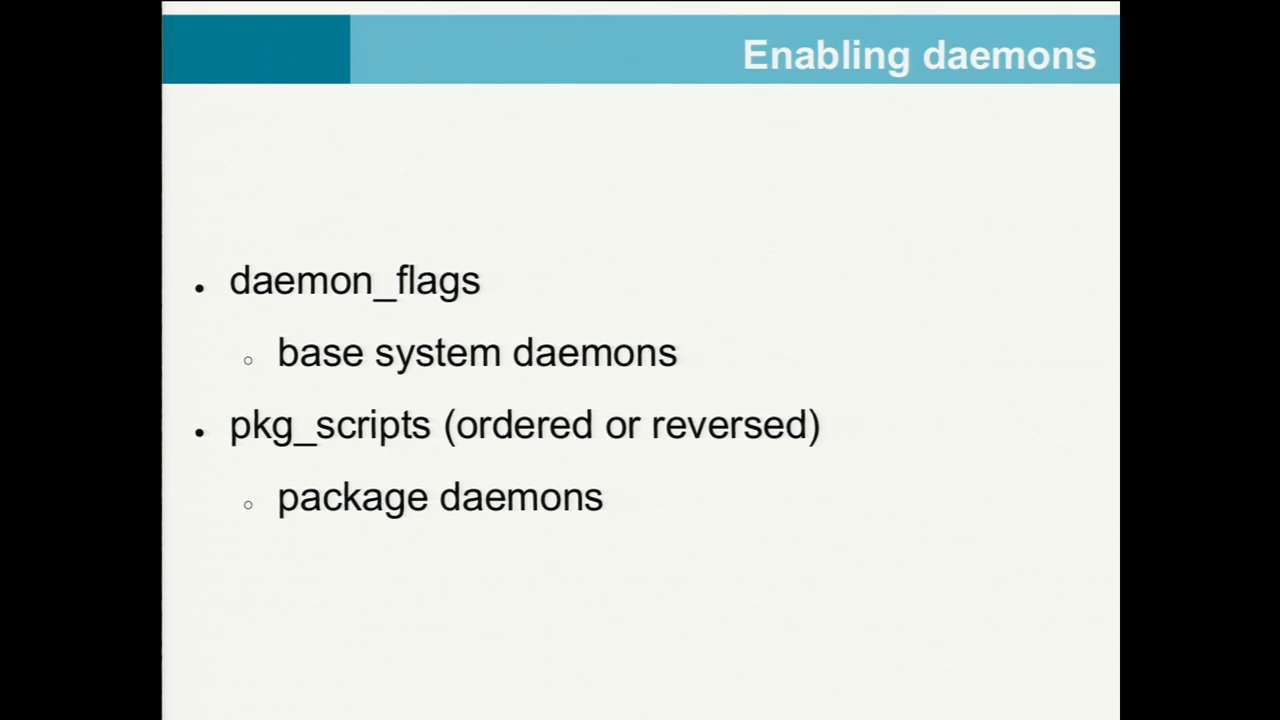 Enabling daemons
daemon_flags
base system daemons
pkg_scripts (ordered or reversed)
package daemons